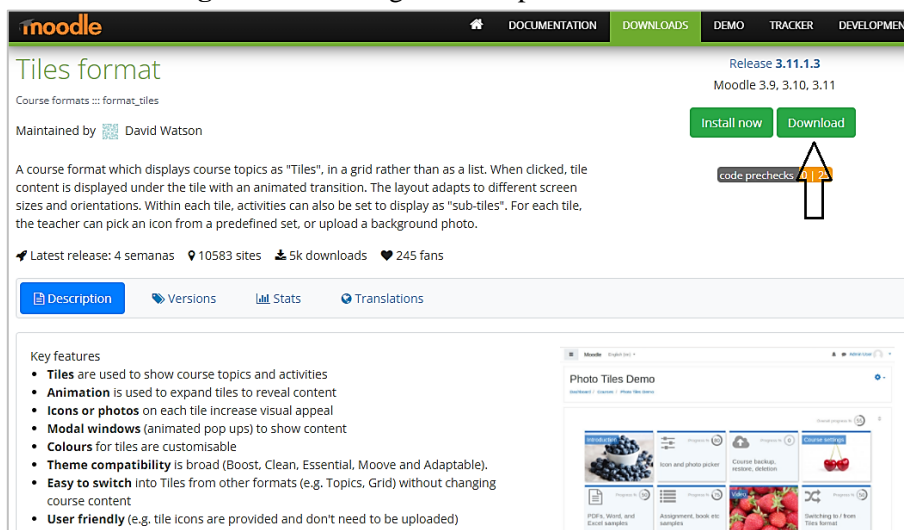 moodle
DOCUMENTATION DOWNLOADS DEMO TRACKER DEVELOPMEN
Tiles format
Release 3.11.1.3
Moodle 3.9, 3.10, 3.11
Course formats ::: format_tiles
Install now Download
Maintained by David Watson
code prechecks
A course format which displays course topics as "Tiles", in a grid rather than as a list. When clicked, tile
content is displayed under the tile with an animated transition. The layout adapts to different screen
sizes and orientations. Within each tile, activities can also be set to display as "sub-tiles". For each tile,
the teacher can pick an icon from a predefined set, or upload a background photo.
Latest release: 4 semanas 10583 sites 5k downloads 245 fans
Description Versions Stats Translations
Key features
Tiles are used to show course topics and activities
Animation is used to expand tiles to reveal content
Icons or photos on each tile increase visual appeal
Modal windows (animated pop ups) to show content
Colours for tiles are customisable
Theme compatibility is broad (Boost, Clean, Essential, Moove and Adaptable).
Easy to switch into Tiles from other formats (e.g. Topics, Grid) without changing
course content
User friendly (e.g. tile icons are provided and don't need to be uploaded)
Moodle English (en) Admin User
Photo Tiles Demo
Dashboard / Courses / Photo Tiles Demo
Icon and photo picker
Course backup,
restore, deletion
Course settings
PDFs, Word, and
Excel samples
Assignment, book etc
samples
Video
Switching in / from
Tiles format